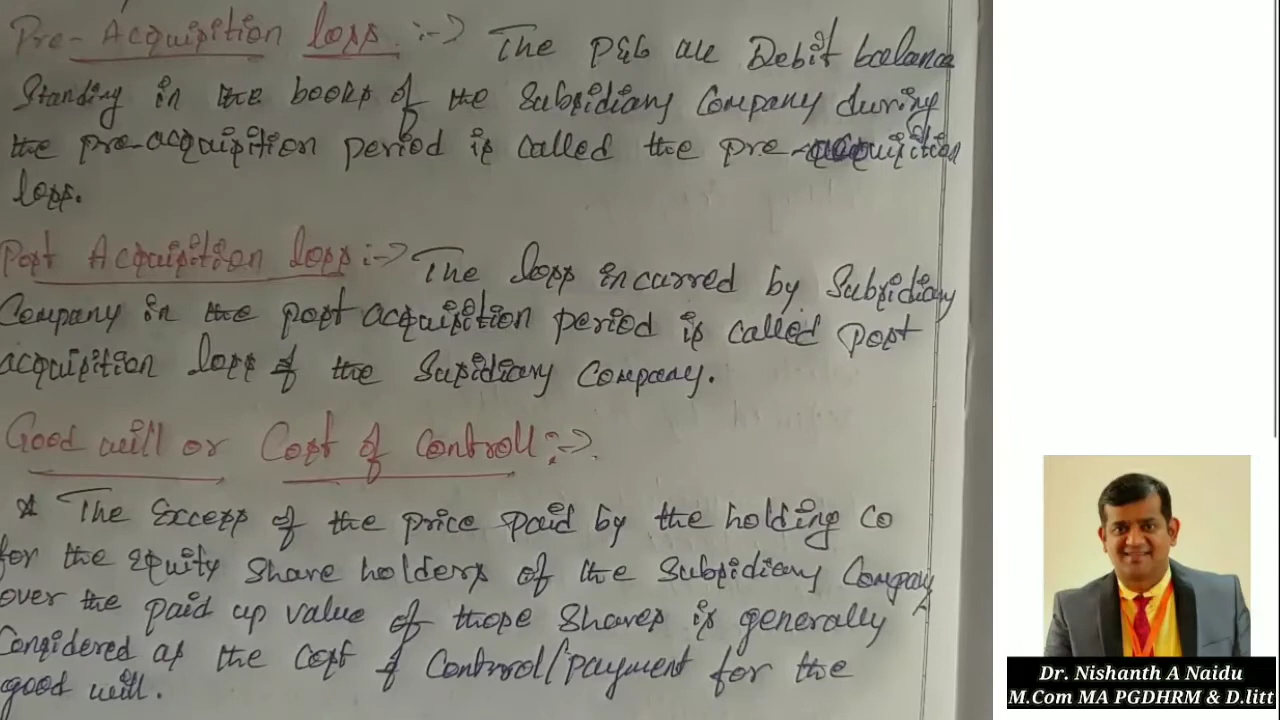 Pre-Acquisition loss :->  The P&L a/c Debit balance
Standing in the books of the Subsidiary Company during
the pre-acquisition period is called the pre-acquisition
loss.
Post Acquisition loss :-> The loss incurred by Subsidiary
Company in the post acquisition period is called post
acquisition loss of the Supidiary Company.
Good will or Cost of Controll :->
* The Excess of the price paid by the holding Co
for the equity Share holders of the Subsidiary Company
over the paid up value of those Shares is generally
Considered as the Cost of Control/payment for the
good will.
Dr. Nishanth A Naidu
M.Com MA PGDHRM & D.litt